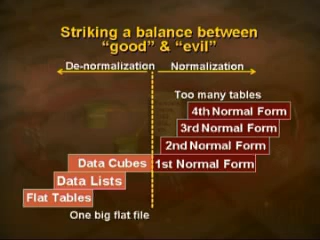 Striking a balance between
“good” & “evil”
De-normalization Normalization
Too many tables
4th Normal Form
3rd Normal Form
2nd Normal Form
Data Cubes 1st Normal Form
Data Lists
Flat Tables
One big flat file